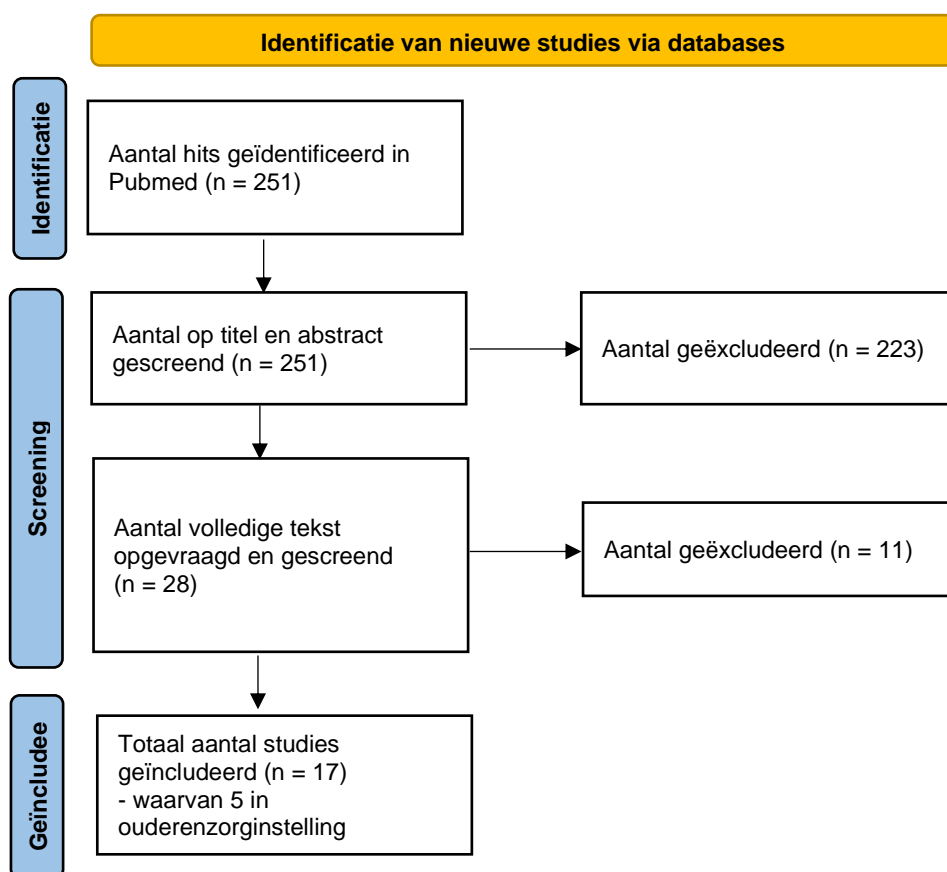 Identificatie van nieuwe studies via databases
Identificatie
Aantal hits geïdentificeerd in
Pubmed (n = 251)
Screening
Aantal op titel en abstract
gescreend (n = 251)
Aantal geëxcludeerd (n = 223)
Aantal volledige tekst
opgevraagd en gescreend
(n = 28)
Aantal geëxcludeerd (n = 11)
Geïncludee
Totaal aantal studies
geïncludeerd (n = 17)
- waarvan 5 in
ouderenzorginstelling